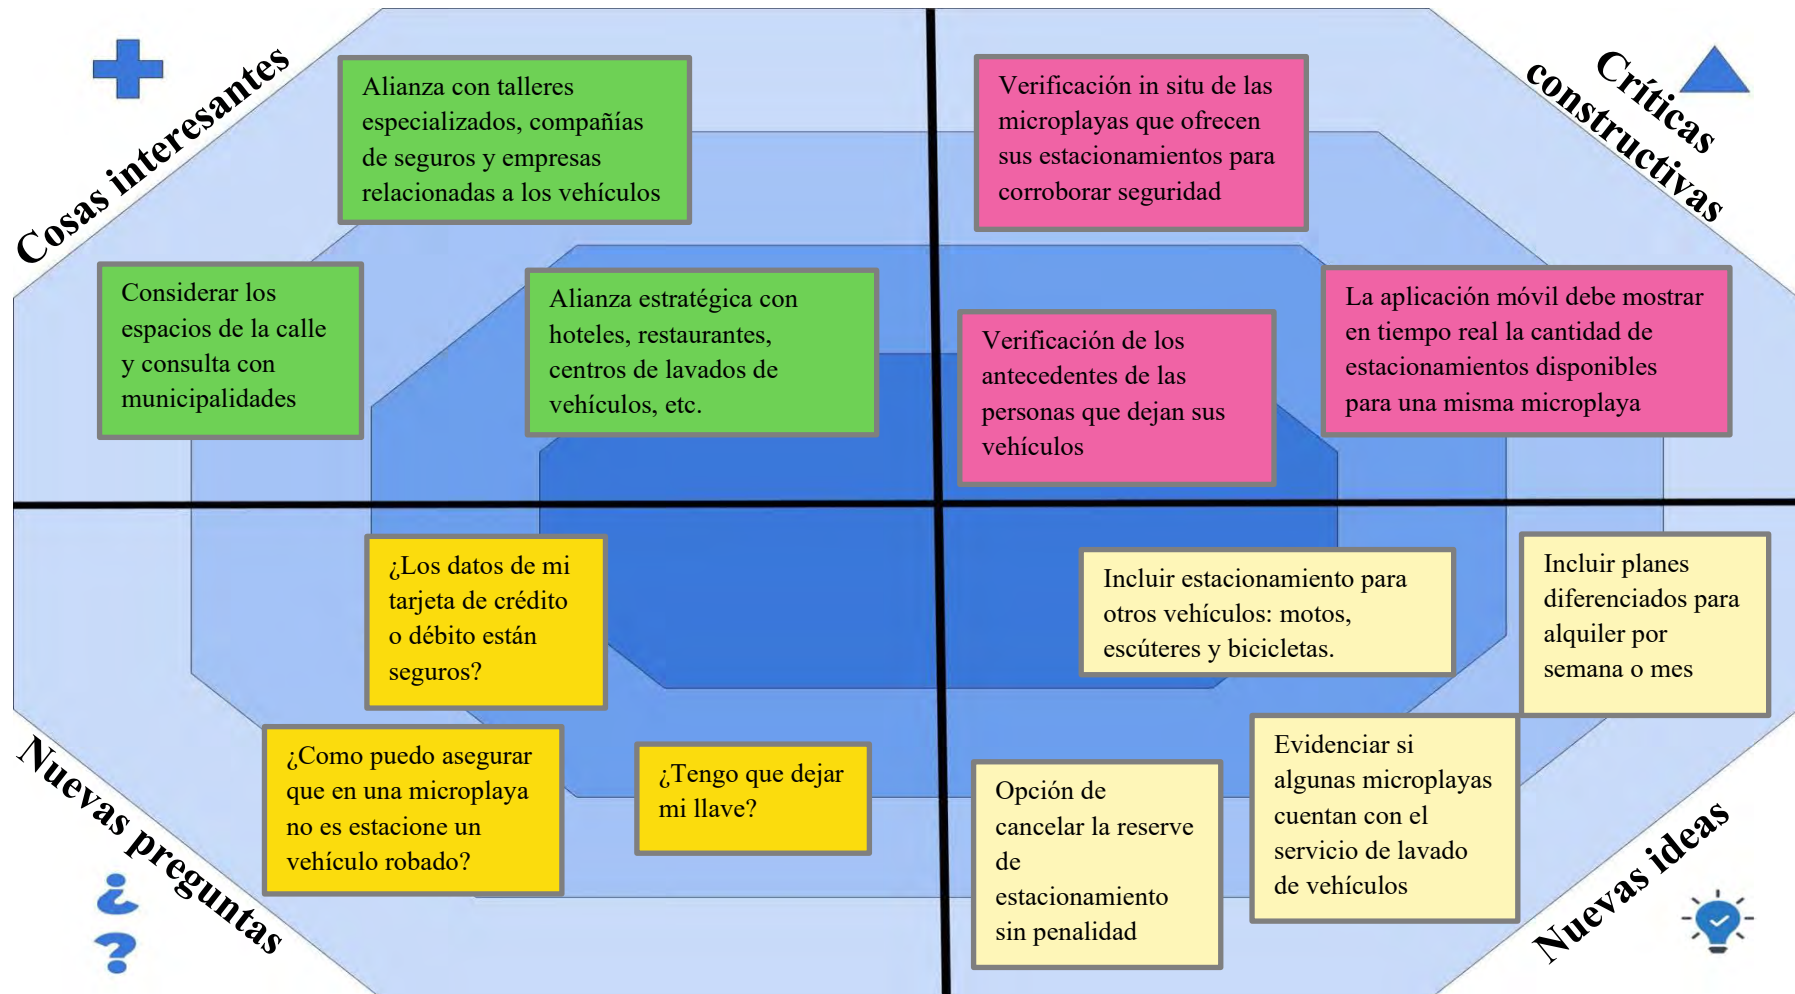 Cosas interesantes
Alianza con talleres
especializados, compañías
de seguros y empresas
relacionadas a los vehículos
Considerar los
espacios de la calle
y consulta con
municipalidades
Alianza estratégica con
hoteles, restaurantes,
centros de lavados de
vehículos, etc.
Críticas
constructivas
Verificación in situ de las
microplayas que ofrecen
sus estacionamientos para
corroborar seguridad
Verificación de los
antecedentes de las
personas que dejan sus
vehículos
La aplicación móvil debe mostrar
en tiempo real la cantidad de
estacionamientos disponibles
para una misma microplaya
Nuevas preguntas
¿Los datos de mi
tarjeta de crédito
o débito están
seguros?
¿Como puedo asegurar
que en una microplaya
no es estacione un
vehículo robado?
¿Tengo que dejar
mi llave?
¿
?
Nuevas ideas
Incluir estacionamiento para
otros vehículos: motos,
escúteres y bicicletas.
Incluir planes
diferenciados para
alquiler por
semana o mes
Opción de
cancelar la reserve
de
estacionamiento
sin penalidad
Evidenciar si
algunas microplayas
cuentan con el
servicio de lavado
de vehículos